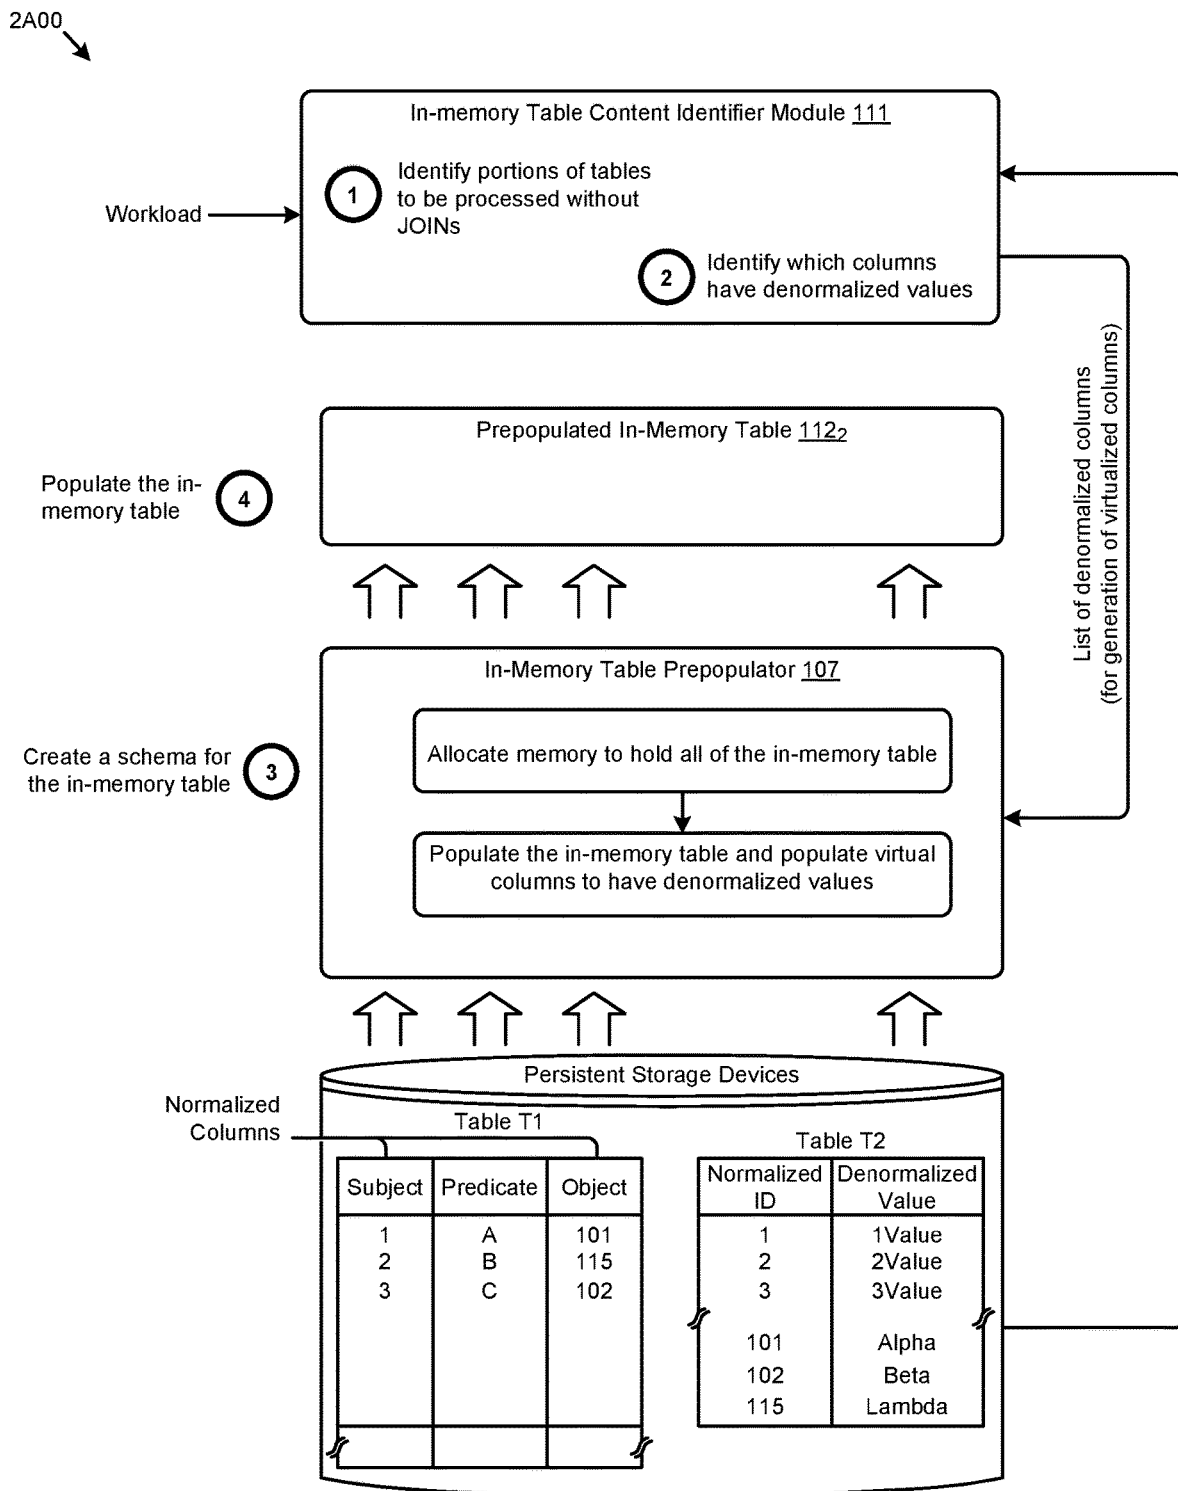 2A00
In-memory Table Content Identifier Module 111
1
Identify portions of tables
to be processed without
JOINs
Workload
2
Identify which columns
have denormalized values
List of denormalized columns
(for generation of virtualized columns)
Prepopulated In-Memory Table 112₂
Populate the in-
memory table
4
In-Memory Table Prepopulator 107
Allocate memory to hold all of the in-memory table
Create a schema for
the in-memory table
3
Populate the in-memory table and populate virtual
columns to have denormalized values
Persistent Storage Devices
Normalized
Columns
Table T1
Subject Predicate Object
1 A 101
2 B 115
3 C 102
Table T2
Normalized Denormalized
ID Value
1 1Value
2 2Value
3 3Value
101 Alpha
102 Beta
115 Lambda